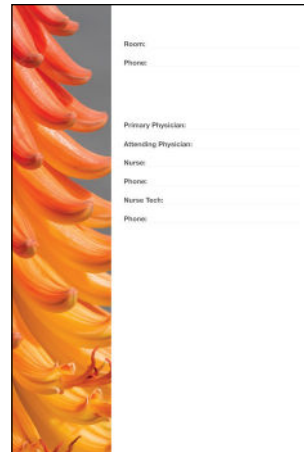 Room:
Phone:
Primary Physician:
Attending Physician:
Nurse:
Phone:
Nurse Tech:
Phone: